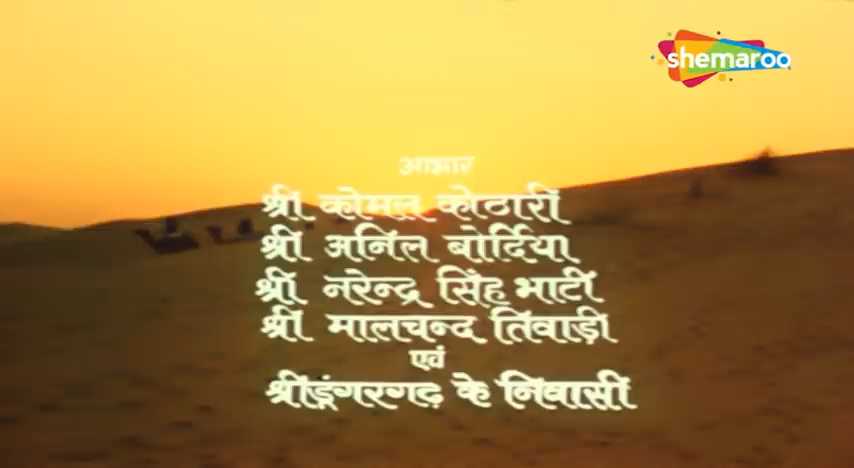 shemaroo
आभार
श्री कोमल कोठारी
श्री अनिल बोर्दिया
श्री नरेन्द्र सिंह भाटी
श्री मालचन्द तिवाड़ी
एवं
श्रीडूंगरगढ़ के निवासी